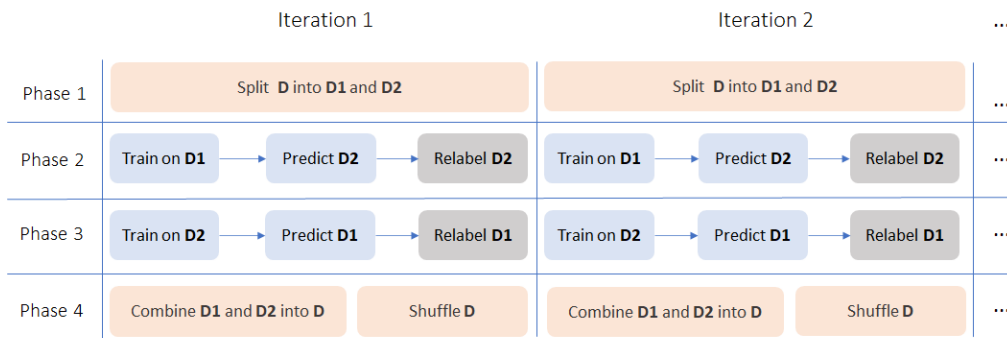 Iteration 1 Iteration 2 ...
Phase 1 Split D into D1 and D2 Split D into D1 and D2 ...
Phase 2 Train on D1 Predict D2 Relabel D2 Train on D1 Predict D2 Relabel D2 ...
Phase 3 Train on D2 Predict D1 Relabel D1 Train on D2 Predict D1 Relabel D1 ...
Phase 4 Combine D1 and D2 into D Shuffle D Combine D1 and D2 into D Shuffle D ...